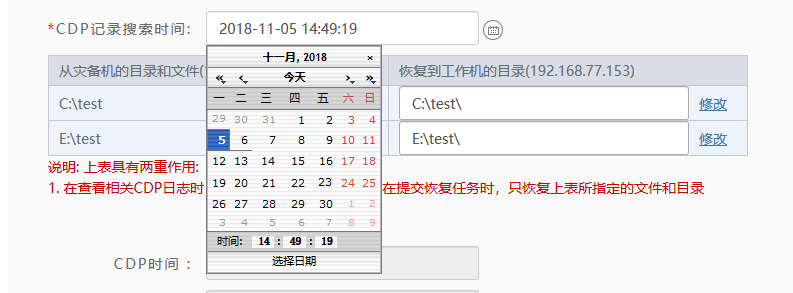 *CDP记录搜索时间: 2018-11-05 14:49:19
十一月, 2018 ×
« ‹ 今天 › »
一 二 三 四 五 六 日
29 30 31 1 2 3 4
5 6 7 8 9 10 11
12 13 14 15 16 17 18
19 20 21 22 23 24 25
26 27 28 29 30 1 2
3 4 5 6 7 8 9
时间: 14 : 49 : 19
选择日期
从灾备机的目录和文件( 恢复到工作机的目录(192.168.77.153)
C:\test C:\test\ 修改
E:\test E:\test\ 修改
说明: 上表具有两重作用:
1. 在查看相关CDP日志时 在提交恢复任务时，只恢复上表所指定的文件和目录
CDP时间 :